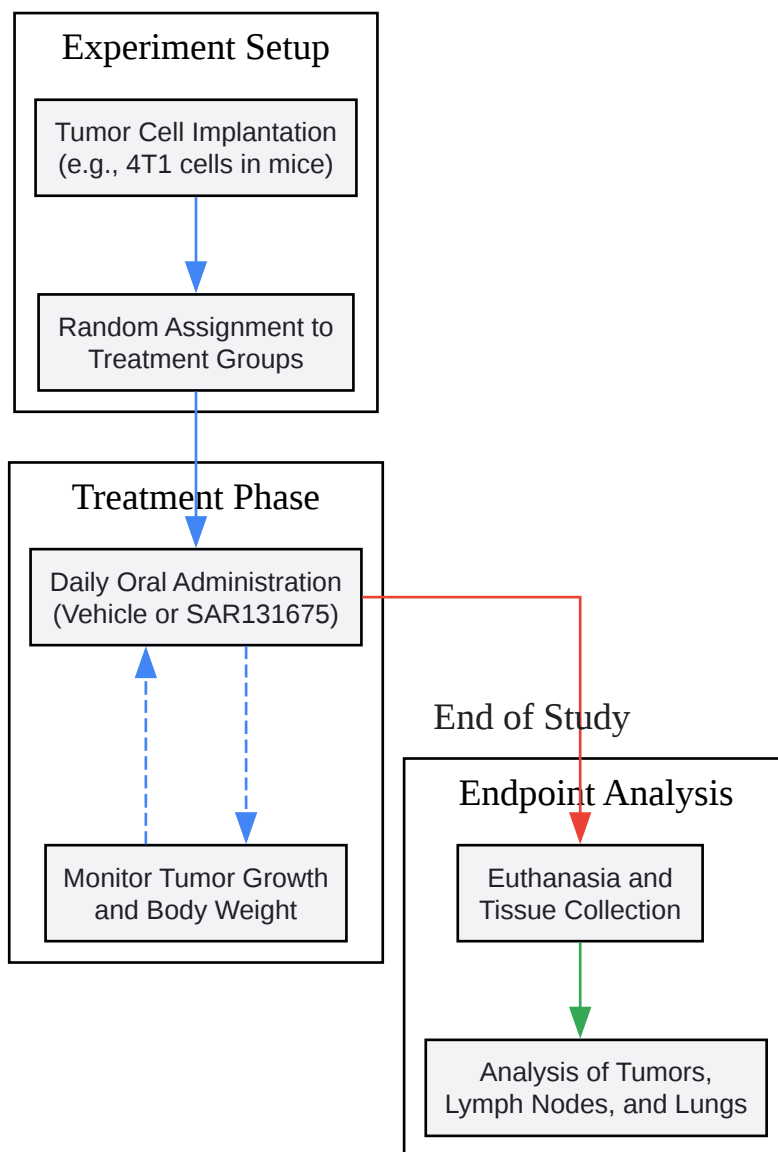 Experiment Setup
Tumor Cell Implantation
(e.g., 4T1 cells in mice)
Random Assignment to
Treatment Groups
Treatment Phase
Daily Oral Administration
(Vehicle or SAR131675)
Monitor Tumor Growth
and Body Weight
End of Study
Endpoint Analysis
Euthanasia and
Tissue Collection
Analysis of Tumors,
Lymph Nodes, and Lungs